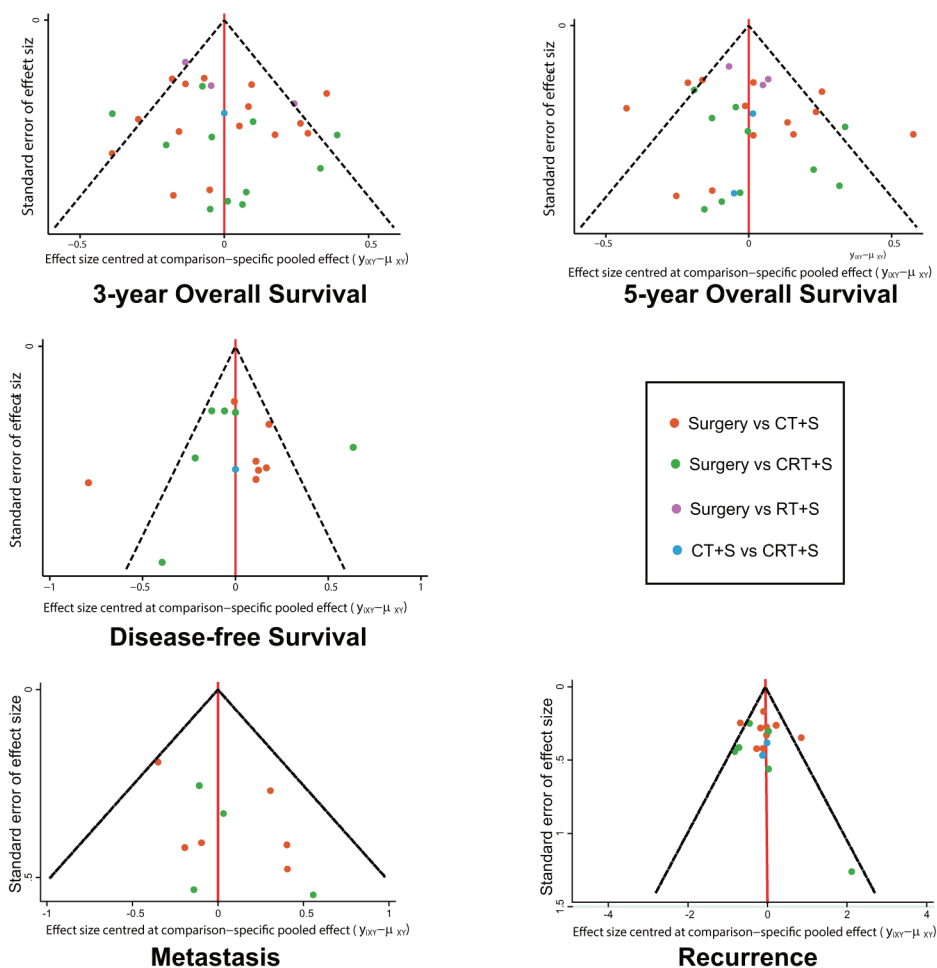 0
Standard error of effect siz
−0.5
0
0.5
Effect size centred at comparison−specific pooled effect ( yiXY−μ XY)
3-year Overall Survival
0
Standard error of effect siz
−0.5
0
0.5
yiXY−μ XY)
Effect size centred at comparison−specific pooled effect ( yiXY−μ XY)
5-year Overall Survival
0
Standard error of effect siz
−1
−0.5
0
0.5
1
Effect size centred at comparison−specific pooled effect ( yiXY−μ XY)
Disease-free Survival
Surgery vs CT+S
Surgery vs CRT+S
Surgery vs RT+S
CT+S vs CRT+S
0
.5
Standard error of effect size
-1
-0.5
0
0.5
1
Effect size centred at comparison−specific pooled effect ( yiXY−μ XY)
Metastasis
0
.5
1
1.5
Standard error of effect size
-4
-2
0
2
4
Effect size centred at comparison−specific pooled effect ( yiXY−μ XY)
Recurrence